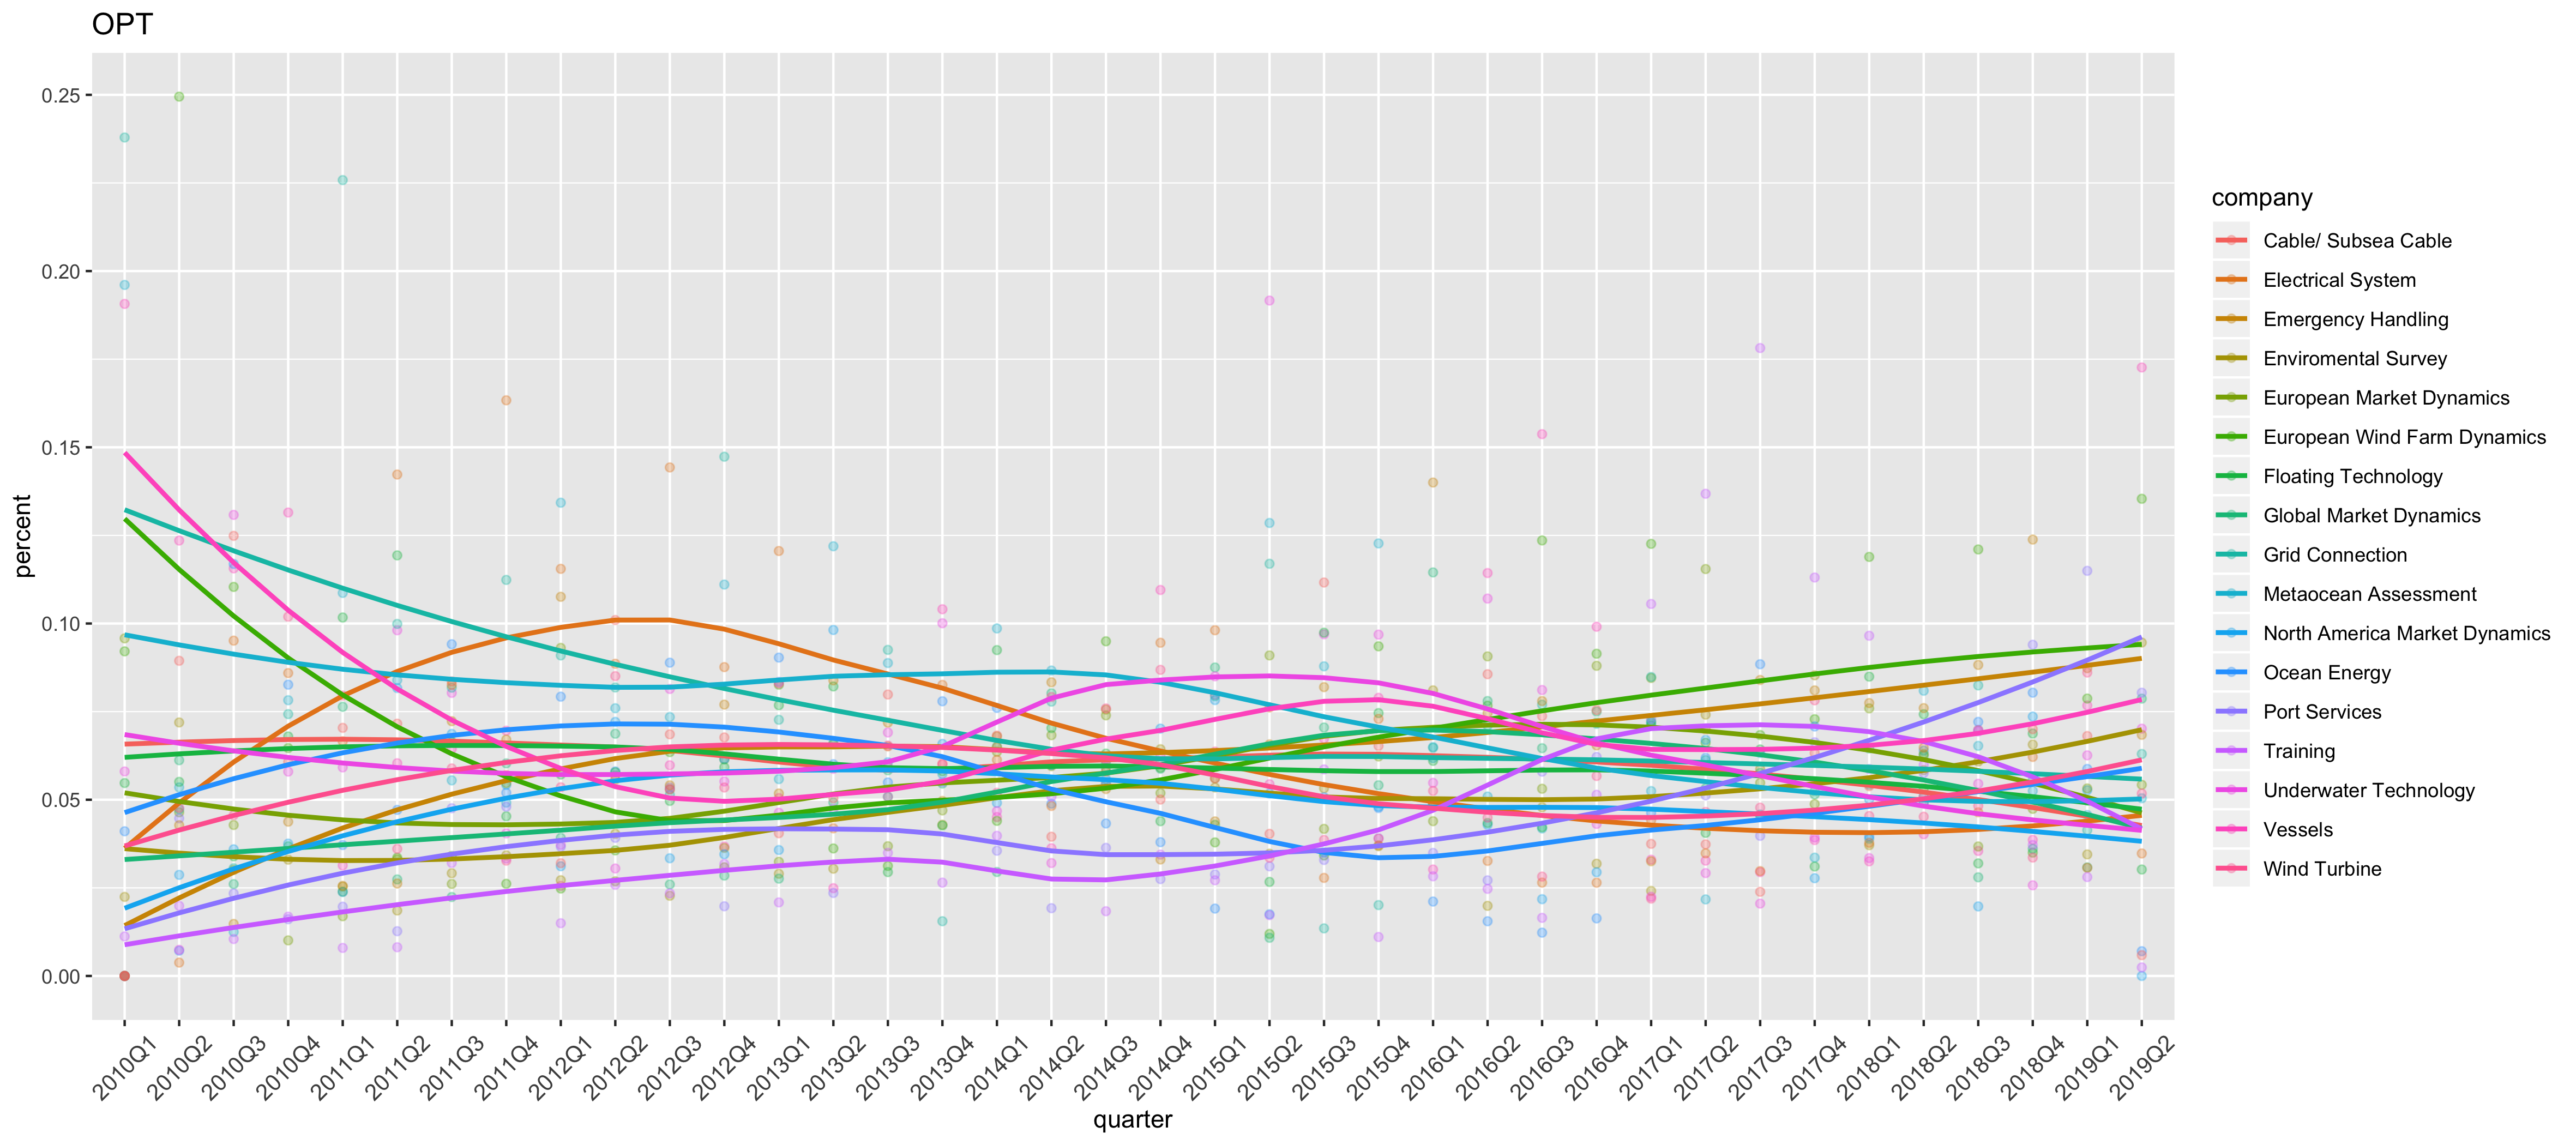 OPT
percent
0.25
0.20
0.15
0.10
0.05
0.00
2010Q1
2010Q2
2010Q3
2010Q4
2011Q1
2011Q2
2011Q3
2011Q4
2012Q1
2012Q2
2012Q3
2012Q4
2013Q1
2013Q2
2013Q3
2013Q4
2014Q1
2014Q2
2014Q3
2014Q4
2015Q1
2015Q2
2015Q3
2015Q4
2016Q1
2016Q2
2016Q3
2016Q4
2017Q1
2017Q2
2017Q3
2017Q4
2018Q1
2018Q2
2018Q3
2018Q4
2019Q1
2019Q2
quarter
company
Cable/ Subsea Cable
Electrical System
Emergency Handling
Enviromental Survey
European Market Dynamics
European Wind Farm Dynamics
Floating Technology
Global Market Dynamics
Grid Connection
Metaocean Assessment
North America Market Dynamics
Ocean Energy
Port Services
Training
Underwater Technology
Vessels
Wind Turbine